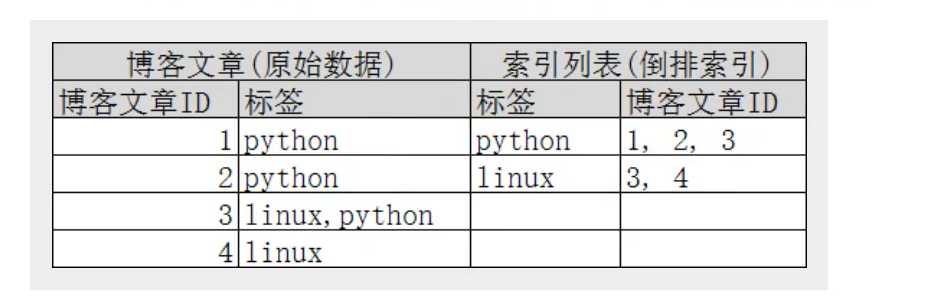 博客文章(原始数据) 索引列表(倒排索引)
博客文章ID 标签 标签 博客文章ID
1 python python 1, 2, 3
2 python linux 3, 4
3 linux,python
4 linux